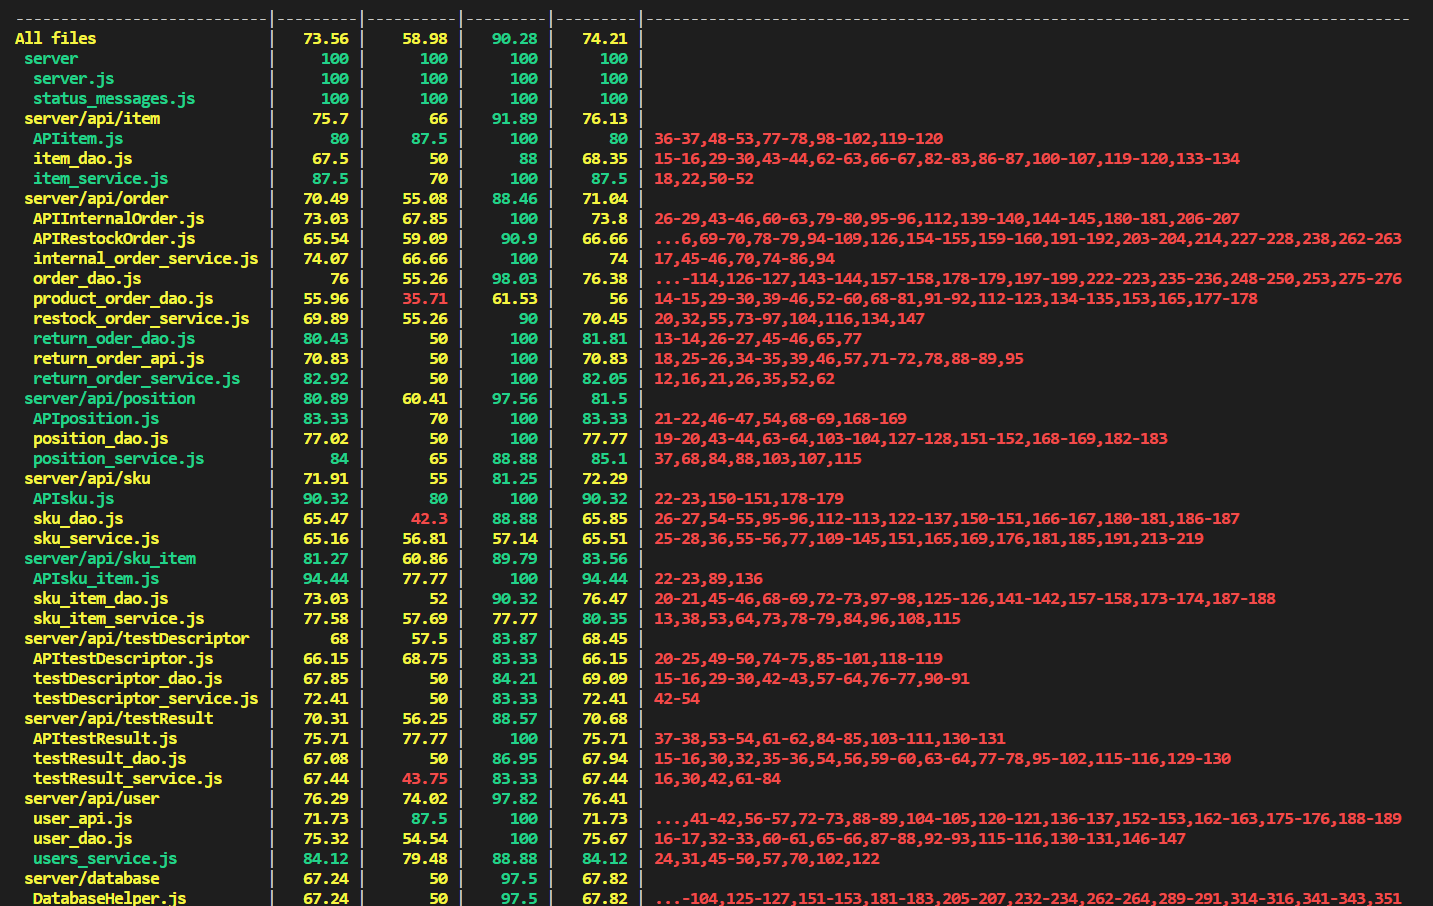 ----------------------------|---------|----------|---------|---------|-------------------------------------------------------------------------------------
All files | 73.56 | 58.98 | 90.28 | 74.21 |
server | 100 | 100 | 100 | 100 |
server.js | 100 | 100 | 100 | 100 |
status_messages.js | 100 | 100 | 100 | 100 |
server/api/item | 75.7 | 66 | 91.89 | 76.13 |
APIitem.js | 80 | 87.5 | 100 | 80 | 36-37,48-53,77-78,98-102,119-120
item_dao.js | 67.5 | 50 | 88 | 68.35 | 15-16,29-30,43-44,62-63,66-67,82-83,86-87,100-107,119-120,133-134
item_service.js | 87.5 | 70 | 100 | 87.5 | 18,22,50-52
server/api/order | 70.49 | 55.08 | 88.46 | 71.04 |
APIInternalOrder.js | 73.03 | 67.85 | 100 | 73.8 | 26-29,43-46,60-63,79-80,95-96,112,139-140,144-145,180-181,206-207
APIRestockOrder.js | 65.54 | 59.09 | 90.9 | 66.66 | ...6,69-70,78-79,94-109,126,154-155,159-160,191-192,203-204,214,227-228,238,262-263
internal_order_service.js | 74.07 | 66.66 | 100 | 74 | 17,45-46,70,74-86,94
order_dao.js | 76 | 55.26 | 98.03 | 76.38 | ...-114,126-127,143-144,157-158,178-179,197-199,222-223,235-236,248-250,253,275-276
product_order_dao.js | 55.96 | 35.71 | 61.53 | 56 | 14-15,29-30,39-46,52-60,68-81,91-92,112-123,134-135,153,165,177-178
restock_order_service.js | 69.89 | 55.26 | 90 | 70.45 | 20,32,55,73-97,104,116,134,147
return_oder_dao.js | 80.43 | 50 | 100 | 81.81 | 13-14,26-27,45-46,65,77
return_order_api.js | 70.83 | 50 | 100 | 70.83 | 18,25-26,34-35,39,46,57,71-72,78,88-89,95
return_order_service.js | 82.92 | 50 | 100 | 82.05 | 12,16,21,26,35,52,62
server/api/position | 80.89 | 60.41 | 97.56 | 81.5 |
APIposition.js | 83.33 | 70 | 100 | 83.33 | 21-22,46-47,54,68-69,168-169
position_dao.js | 77.02 | 50 | 100 | 77.77 | 19-20,43-44,63-64,103-104,127-128,151-152,168-169,182-183
position_service.js | 84 | 65 | 88.88 | 85.1 | 37,68,84,88,103,107,115
server/api/sku | 71.91 | 55 | 81.25 | 72.29 |
APIsku.js | 90.32 | 80 | 100 | 90.32 | 22-23,150-151,178-179
sku_dao.js | 65.47 | 42.3 | 88.88 | 65.85 | 26-27,54-55,95-96,112-113,122-137,150-151,166-167,180-181,186-187
sku_service.js | 65.16 | 56.81 | 57.14 | 65.51 | 25-28,36,55-56,77,109-145,151,165,169,176,181,185,191,213-219
server/api/sku_item | 81.27 | 60.86 | 89.79 | 83.56 |
APIsku_item.js | 94.44 | 77.77 | 100 | 94.44 | 22-23,89,136
sku_item_dao.js | 73.03 | 52 | 90.32 | 76.47 | 20-21,45-46,68-69,72-73,97-98,125-126,141-142,157-158,173-174,187-188
sku_item_service.js | 77.58 | 57.69 | 77.77 | 80.35 | 13,38,53,64,73,78-79,84,96,108,115
server/api/testDescriptor | 68 | 57.5 | 83.87 | 68.45 |
APItestDescriptor.js | 66.15 | 68.75 | 83.33 | 66.15 | 20-25,49-50,74-75,85-101,118-119
testDescriptor_dao.js | 67.85 | 50 | 84.21 | 69.09 | 15-16,29-30,42-43,57-64,76-77,90-91
testDescriptor_service.js | 72.41 | 50 | 83.33 | 72.41 | 42-54
server/api/testResult | 70.31 | 56.25 | 88.57 | 70.68 |
APItestResult.js | 75.71 | 77.77 | 100 | 75.71 | 37-38,53-54,61-62,84-85,103-111,130-131
testResult_dao.js | 67.08 | 50 | 86.95 | 67.94 | 15-16,30,32,35-36,54,56,59-60,63-64,77-78,95-102,115-116,129-130
testResult_service.js | 67.44 | 43.75 | 83.33 | 67.44 | 16,30,42,61-84
server/api/user | 76.29 | 74.02 | 97.82 | 76.41 |
user_api.js | 71.73 | 87.5 | 100 | 71.73 | ...,41-42,56-57,72-73,88-89,104-105,120-121,136-137,152-153,162-163,175-176,188-189
user_dao.js | 75.32 | 54.54 | 100 | 75.67 | 16-17,32-33,60-61,65-66,87-88,92-93,115-116,130-131,146-147
users_service.js | 84.12 | 79.48 | 88.88 | 84.12 | 24,31,45-50,57,70,102,122
server/database | 67.24 | 50 | 97.5 | 67.82 |
DatabaseHelper.js | 67.24 | 50 | 97.5 | 67.82 | ...-104,125-127,151-153,181-183,205-207,232-234,262-264,289-291,314-316,341-343,351